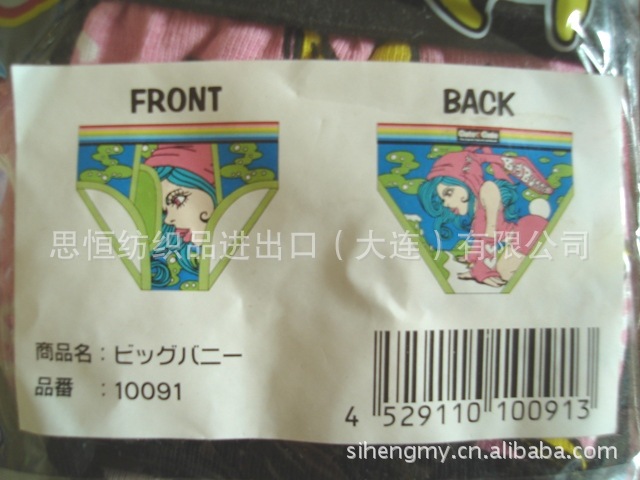 FRONT
BACK
思恒纺织品进出口（大连）有限公司
商品名：ビッグバニー
品番 ：10091
4 529110 100913
sihengmy.cn.alibaba.com